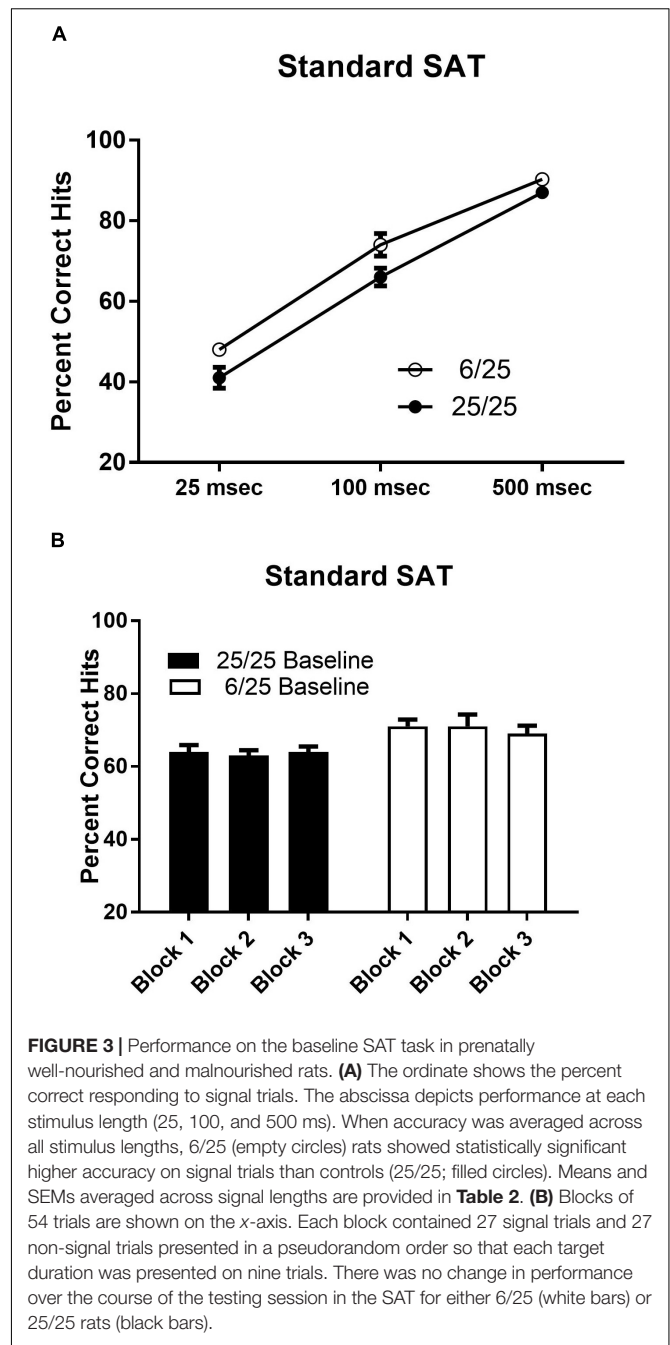 A
Standard SAT
100
80
60
40
20
Percent Correct Hits
6/25
25/25
25 msec 100 msec 500 msec
B
Standard SAT
100
80
60
40
20
Percent Correct Hits
25/25 Baseline
6/25 Baseline
Block 1 Block 2 Block 3 Block 1 Block 2 Block 3
FIGURE 3 | Performance on the baseline SAT task in prenatally
well-nourished and malnourished rats. (A) The ordinate shows the percent
correct responding to signal trials. The abscissa depicts performance at each
stimulus length (25, 100, and 500 ms). When accuracy was averaged across
all stimulus lengths, 6/25 (empty circles) rats showed statistically significant
higher accuracy on signal trials than controls (25/25; filled circles). Means and
SEMs averaged across signal lengths are provided in Table 2. (B) Blocks of
54 trials are shown on the x-axis. Each block contained 27 signal trials and 27
non-signal trials presented in a pseudorandom order so that each target
duration was presented on nine trials. There was no change in performance
over the course of the testing session in the SAT for either 6/25 (white bars) or
25/25 rats (black bars).